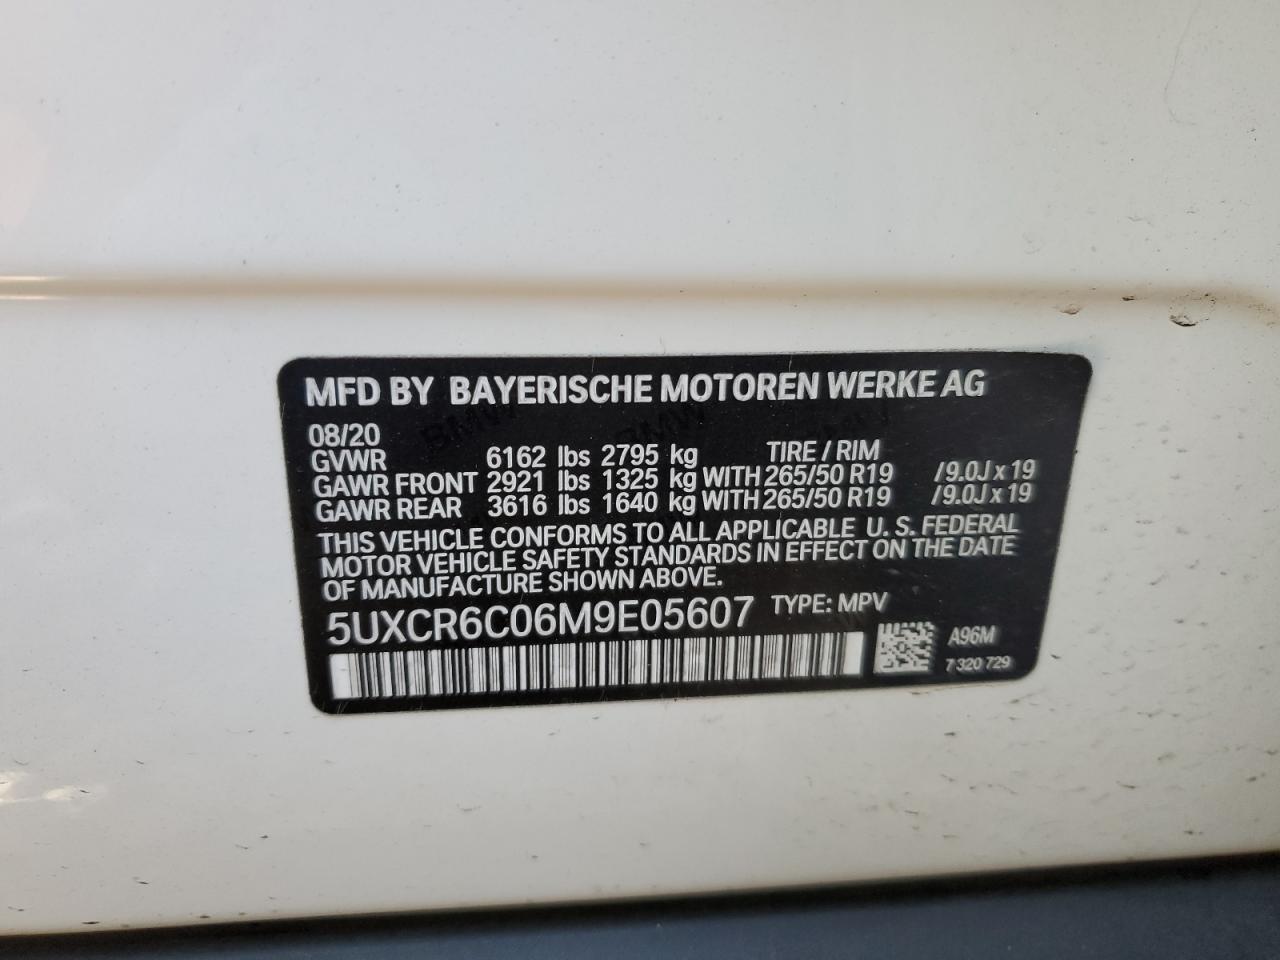 MFD BY BAYERISCHE MOTOREN WERKE AG
08/20
GVWR 6162 lbs 2795 kg TIRE / RIM
GAWR FRONT 2921 lbs 1325 kg WITH 265/50 R19 /9.0J x 19
GAWR REAR 3616 lbs 1640 kg WITH 265/50 R19 /9.0J x 19
THIS VEHICLE CONFORMS TO ALL APPLICABLE U. S. FEDERAL
MOTOR VEHICLE SAFETY STANDARDS IN EFFECT ON THE DATE
OF MANUFACTURE SHOWN ABOVE.
5UXCR6C06M9E05607 TYPE: MPV
A96M
7 320 729